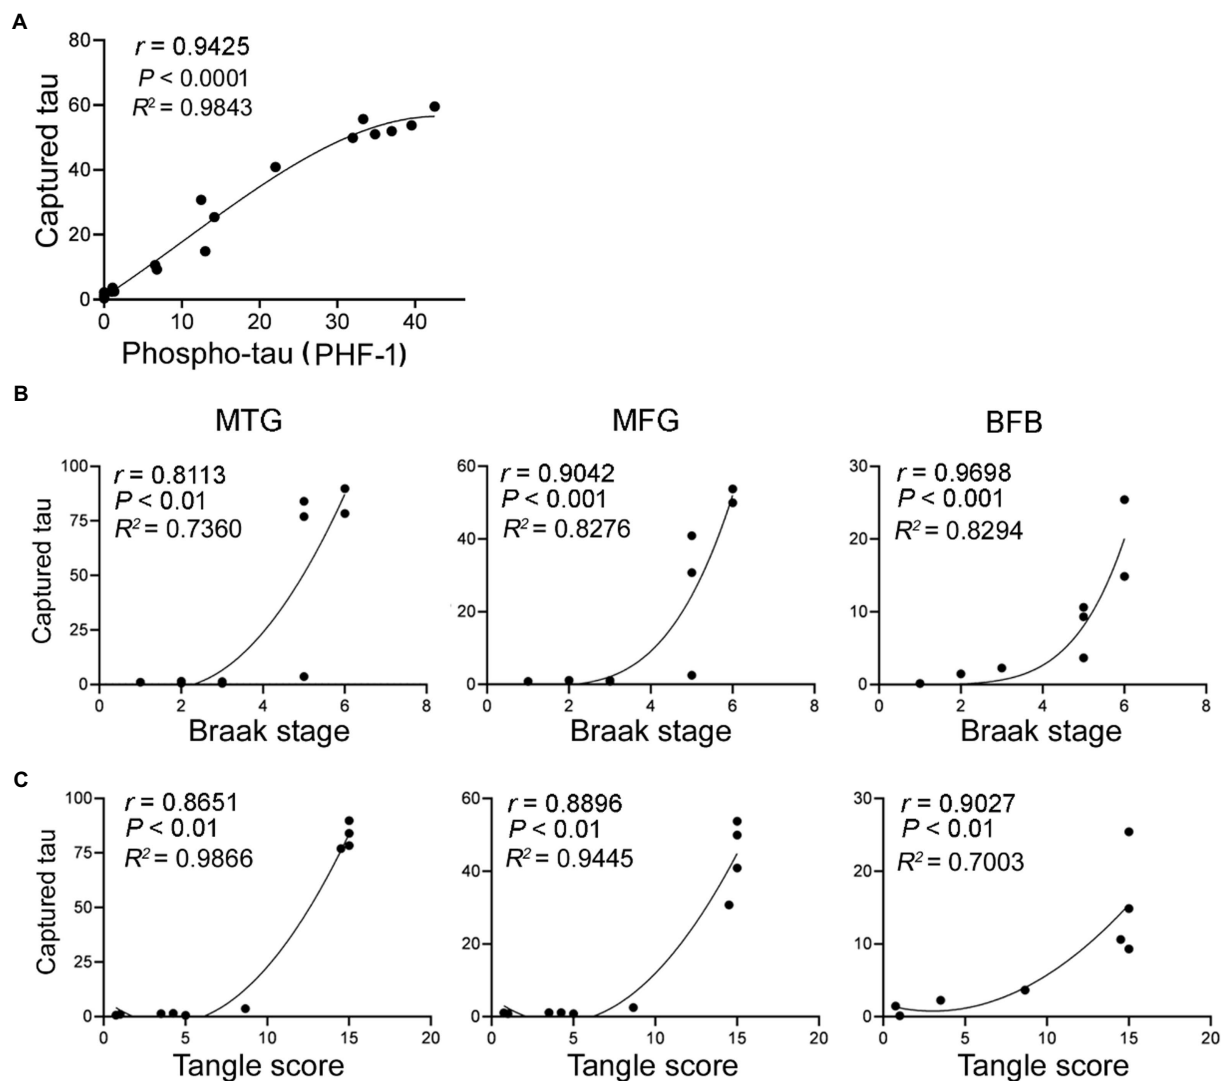 A
80
60
40
20
0
Captured tau
r = 0.9425
P < 0.0001
R² = 0.9843
0 10 20 30 40
Phospho-tau (PHF-1)
B
MTG MFG BFB
100
75
50
25
0
Captured tau
r = 0.8113
P < 0.01
R² = 0.7360
0 2 4 6 8
Braak stage
60
40
20
0
r = 0.9042
P < 0.001
R² = 0.8276
0 2 4 6 8
Braak stage
30
20
10
0
r = 0.9698
P < 0.001
R² = 0.8294
0 2 4 6 8
Braak stage
C
100
75
50
25
0
Captured tau
r = 0.8651
P < 0.01
R² = 0.9866
0 5 10 15 20
Tangle score
60
40
20
0
r = 0.8896
P < 0.01
R² = 0.9445
0 5 10 15 20
Tangle score
30
20
10
0
r = 0.9027
P < 0.01
R² = 0.7003
0 5 10 15 20
Tangle score